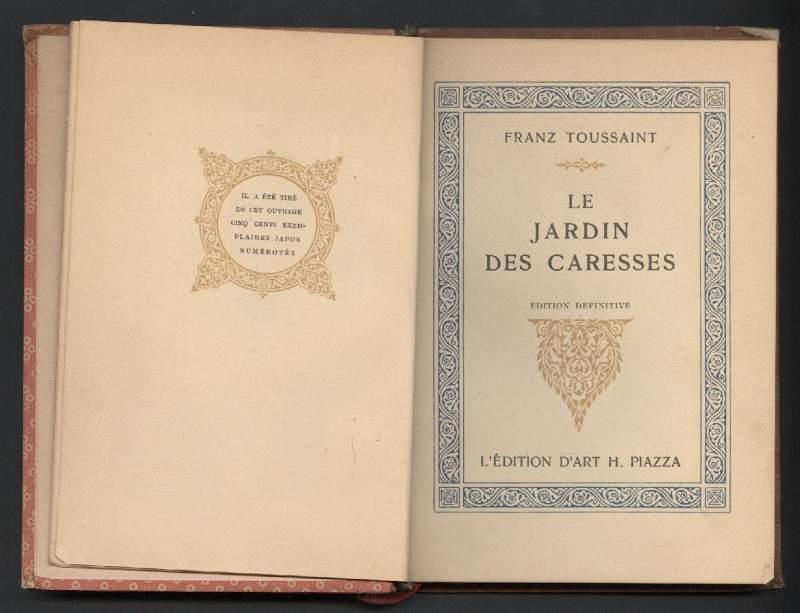 IL A ÉTÉ TIRÉ
DE CET OUVRAGE
CINQ CENTS EXEM-
PLAIRES JAPON
NUMÉROTÉS
FRANZ TOUSSAINT
LE
JARDIN
DES CARESSES
EDITION DEFINITIVE
L'ÉDITION D'ART H. PIAZZA